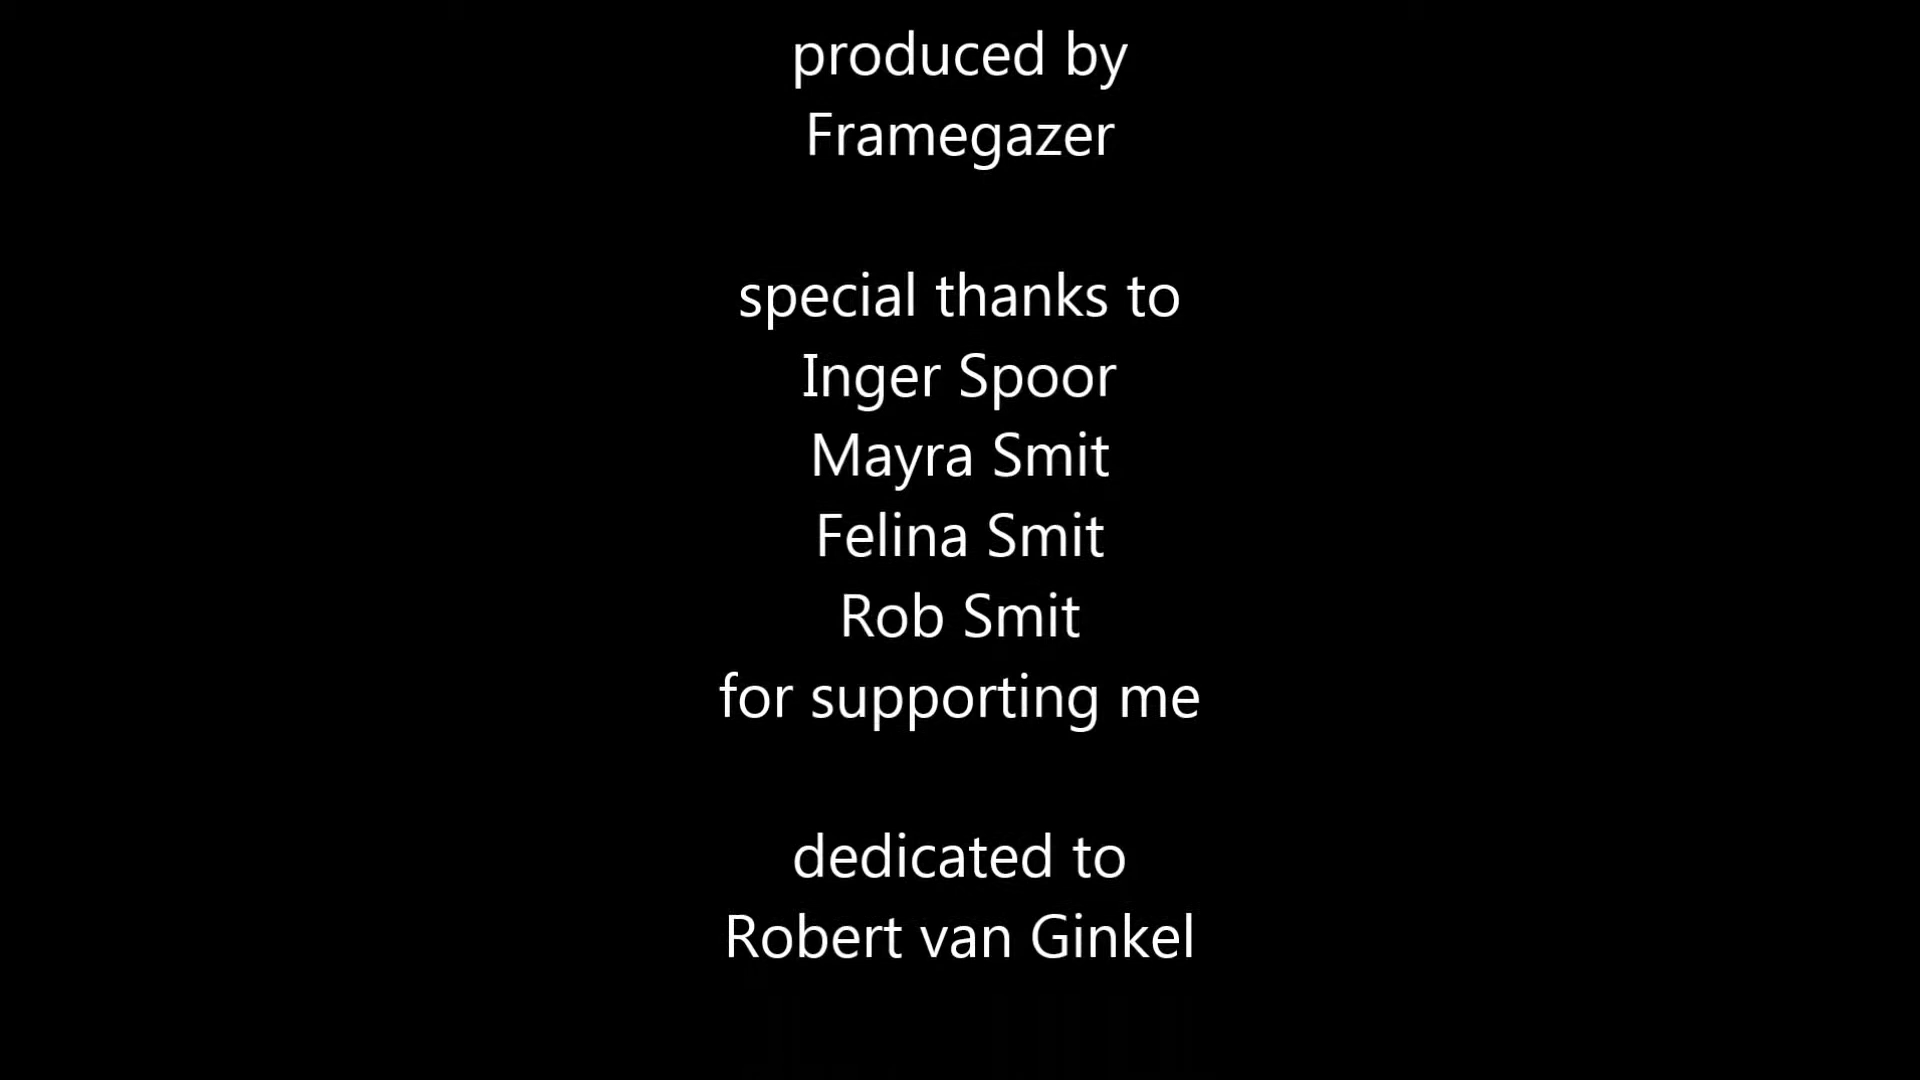 produced by
Framegazer
special thanks to
Inger Spoor
Mayra Smit
Felina Smit
Rob Smit
for supporting me
dedicated to
Robert van Ginkel